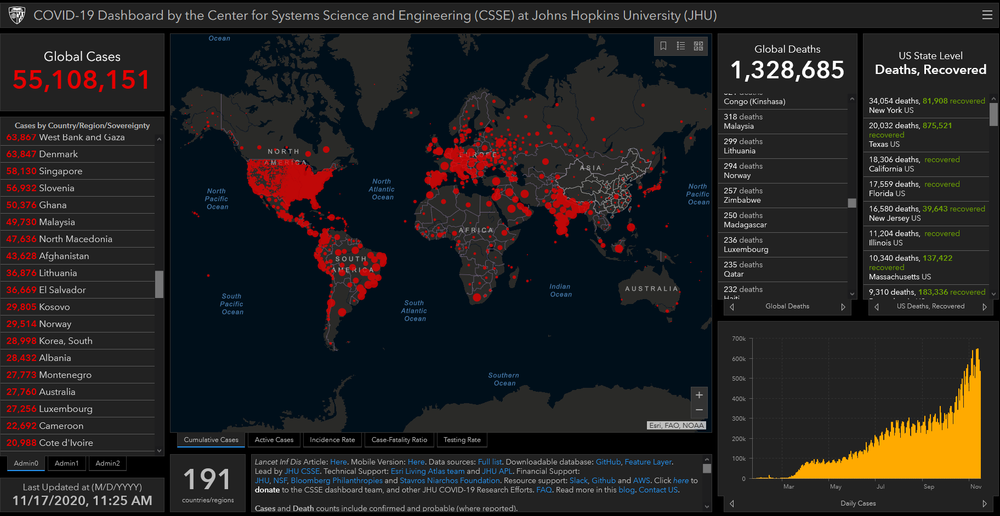 COVID-19 Dashboard by the Center for Systems Science and Engineering (CSSE) at Johns Hopkins University (JHU)
Global Cases
55,108,151
Cases by Country/Region/Sovereignty
63,867 West Bank and Gaza
63,847 Denmark
58,130 Singapore
56,932 Slovenia
50,376 Ghana
49,730 Malaysia
47,636 North Macedonia
43,628 Afghanistan
36,876 Lithuania
36,669 El Salvador
29,805 Kosovo
29,514 Norway
28,998 Korea, South
28,432 Albania
27,773 Montenegro
27,760 Australia
27,256 Luxembourg
22,692 Cameroon
20,988 Cote d'Ivoire
Admin0
Admin1
Admin2
Last Updated at (M/D/YYYY)
11/17/2020, 11:25 AM
Ocean
NORTH
AMERICA
EUROPE
ASIA
North
Pacific
Ocean
North
Atlantic
Ocean
North
Pacific
Ocean
AFRICA
SOUTH
AMERICA
AUSTRALIA
Indian
Ocean
South
Pacific
Ocean
South
Atlantic
Ocean
Southern
Ocean
+
−
Esri, FAO, NOAA
Cumulative Cases
Active Cases
Incidence Rate
Case-Fatality Ratio
Testing Rate
191
countries/regions
Lancet Inf Dis Article: Here. Mobile Version: Here. Data sources: Full list. Downloadable database: GitHub, Feature Layer.
Lead by JHU CSSE. Technical Support: Esri Living Atlas team and JHU APL. Financial Support:
JHU, NSF, Bloomberg Philanthropies and Stavros Niarchos Foundation. Resource support: Slack, Github and AWS. Click here to
donate to the CSSE dashboard team, and other JHU COVID-19 Research Efforts. FAQ. Read more in this blog. Contact US.
Cases and Death counts include confirmed and probable (where reported).
Global Deaths
1,328,685
Congo (Kinshasa)
318 deaths
Malaysia
299 deaths
Lithuania
294 deaths
Norway
257 deaths
Zimbabwe
250 deaths
Madagascar
236 deaths
Luxembourg
235 deaths
Qatar
232 deaths
Haiti
Global Deaths
US State Level
Deaths, Recovered
34,054 deaths, 81,908 recovered
New York US
20,032 deaths, 875,521
recovered
Texas US
18,306 deaths, recovered
California US
17,559 deaths, recovered
Florida US
16,580 deaths, 39,643 recovered
New Jersey US
11,204 deaths, recovered
Illinois US
10,340 deaths, 137,422
recovered
Massachusetts US
9,310 deaths, 183,336 recovered
US Deaths, Recovered
700k
600k
500k
400k
300k
200k
100k
0
Mar
May
Jul
Sep
Nov
Daily Cases